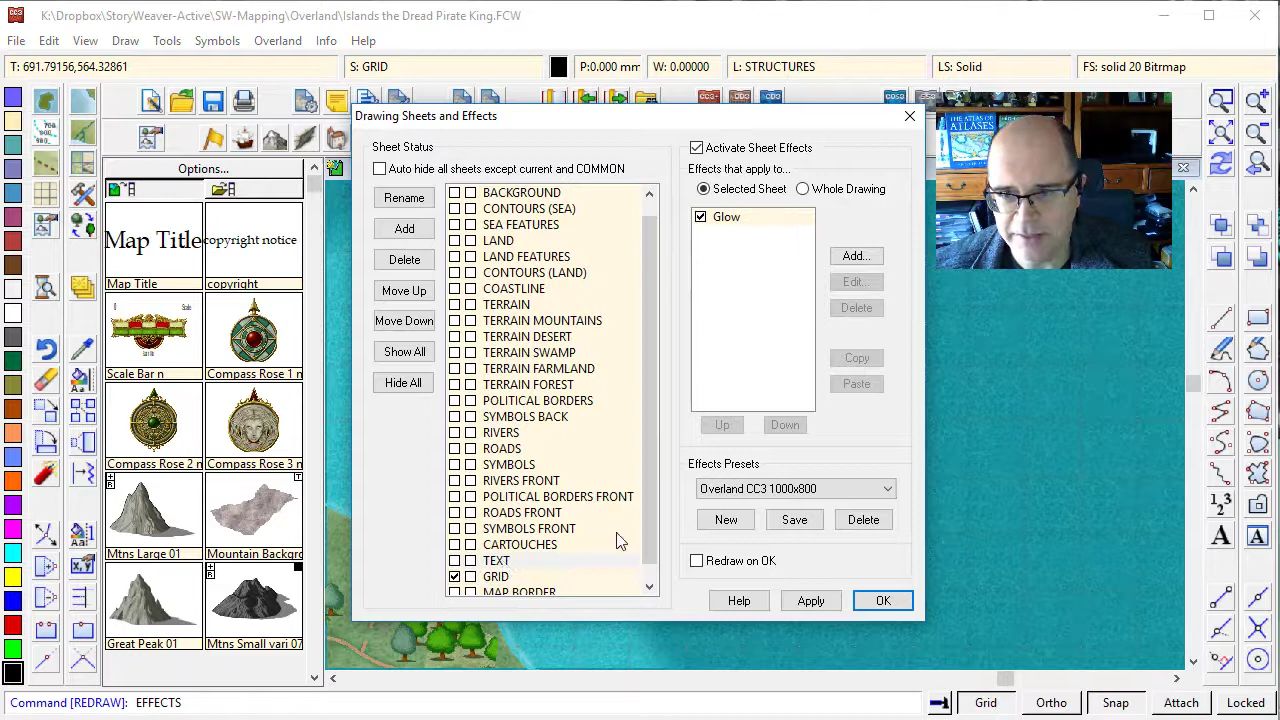 K:\Dropbox\StoryWeaver-Active\SW-Mapping\Overland\Islands the Dread Pirate King.FCW
File Edit View Draw Tools Symbols Overland Info Help
T: 691.79156,564.32861 S: GRID P:0.000 mm W: 0.00000 L: STRUCTURES LS: Solid FS: solid 20 Bitmap
Options...
Map Title
copyright notice
Map Title
copyright
Scale Bar n
Compass Rose 1 n
Compass Rose 2 n
Compass Rose 3 n
Mtns Large 01
Mountain Backgro
Great Peak 01
Mtns Small vari 07
Drawing Sheets and Effects
Sheet Status
Auto hide all sheets except current and COMMON
Rename
Add
Delete
Move Up
Move Down
Show All
Hide All
BACKGROUND
CONTOURS (SEA)
SEA FEATURES
LAND
LAND FEATURES
CONTOURS (LAND)
COASTLINE
TERRAIN
TERRAIN MOUNTAINS
TERRAIN DESERT
TERRAIN SWAMP
TERRAIN FARMLAND
TERRAIN FOREST
POLITICAL BORDERS
SYMBOLS BACK
RIVERS
ROADS
SYMBOLS
RIVERS FRONT
POLITICAL BORDERS FRONT
ROADS FRONT
SYMBOLS FRONT
CARTOUCHES
TEXT
GRID
MAP BORDER
Activate Sheet Effects
Effects that apply to...
Selected Sheet Whole Drawing
Glow
Add...
Edit...
Delete
Copy
Paste
Up Down
Effects Presets
Overland CC3 1000x800
New Save Delete
Redraw on OK
Help Apply OK
THE ATLAS OF
ATLASES
Command [REDRAW]: EFFECTS
Grid Ortho Snap Attach Locked